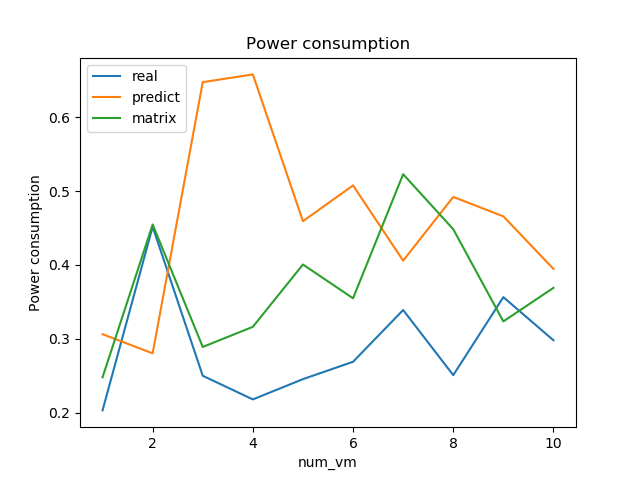 Power consumption
real
predict
matrix
0.6
0.5
0.4
0.3
0.2
Power consumption
2 4 6 8 10
num_vm